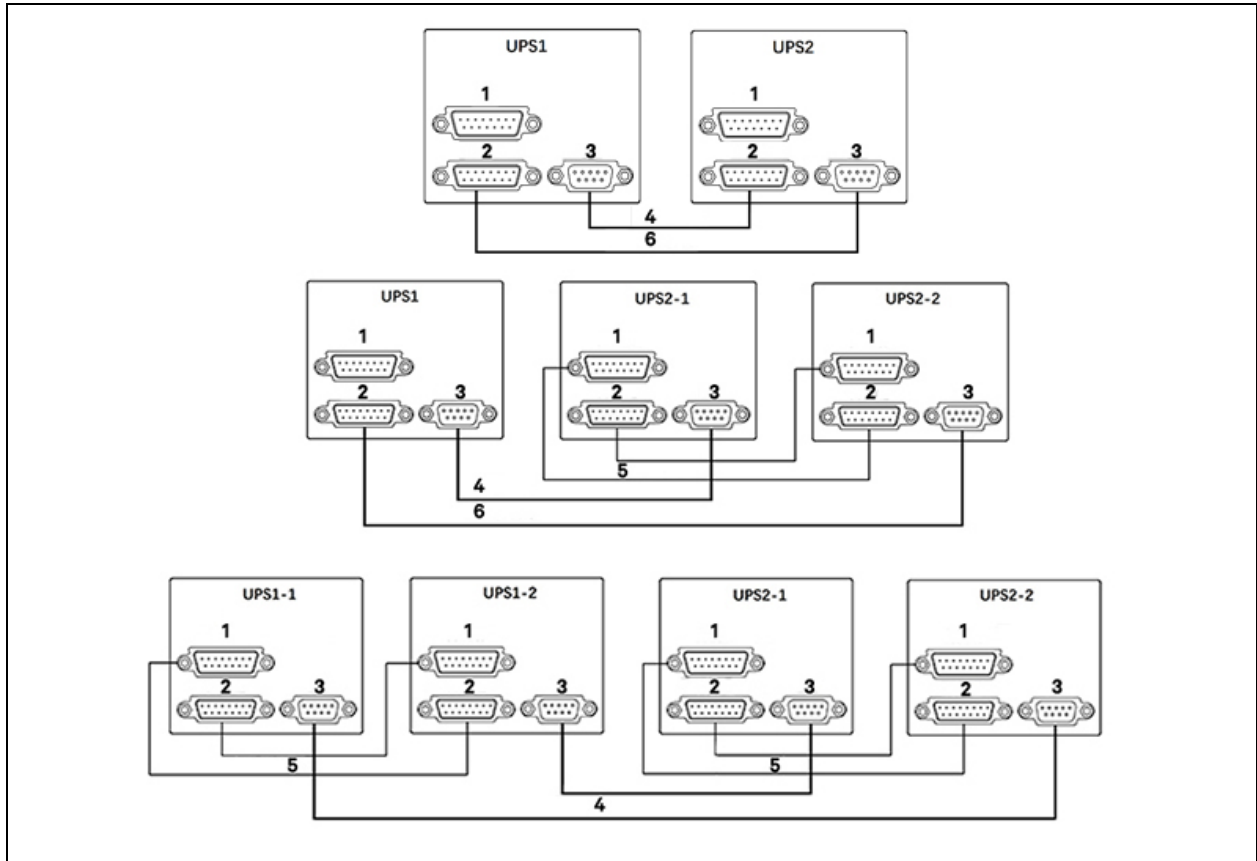 UPS1 UPS2
1 1
2 3 2 3
4
6
UPS1 UPS2-1 UPS2-2
1 1 1
2 3 2 3 2 3
5
4
6
UPS1-1 UPS1-2 UPS2-1 UPS2-2
1 1 1 1
2 3 2 3 2 3 2 3
5 5
4